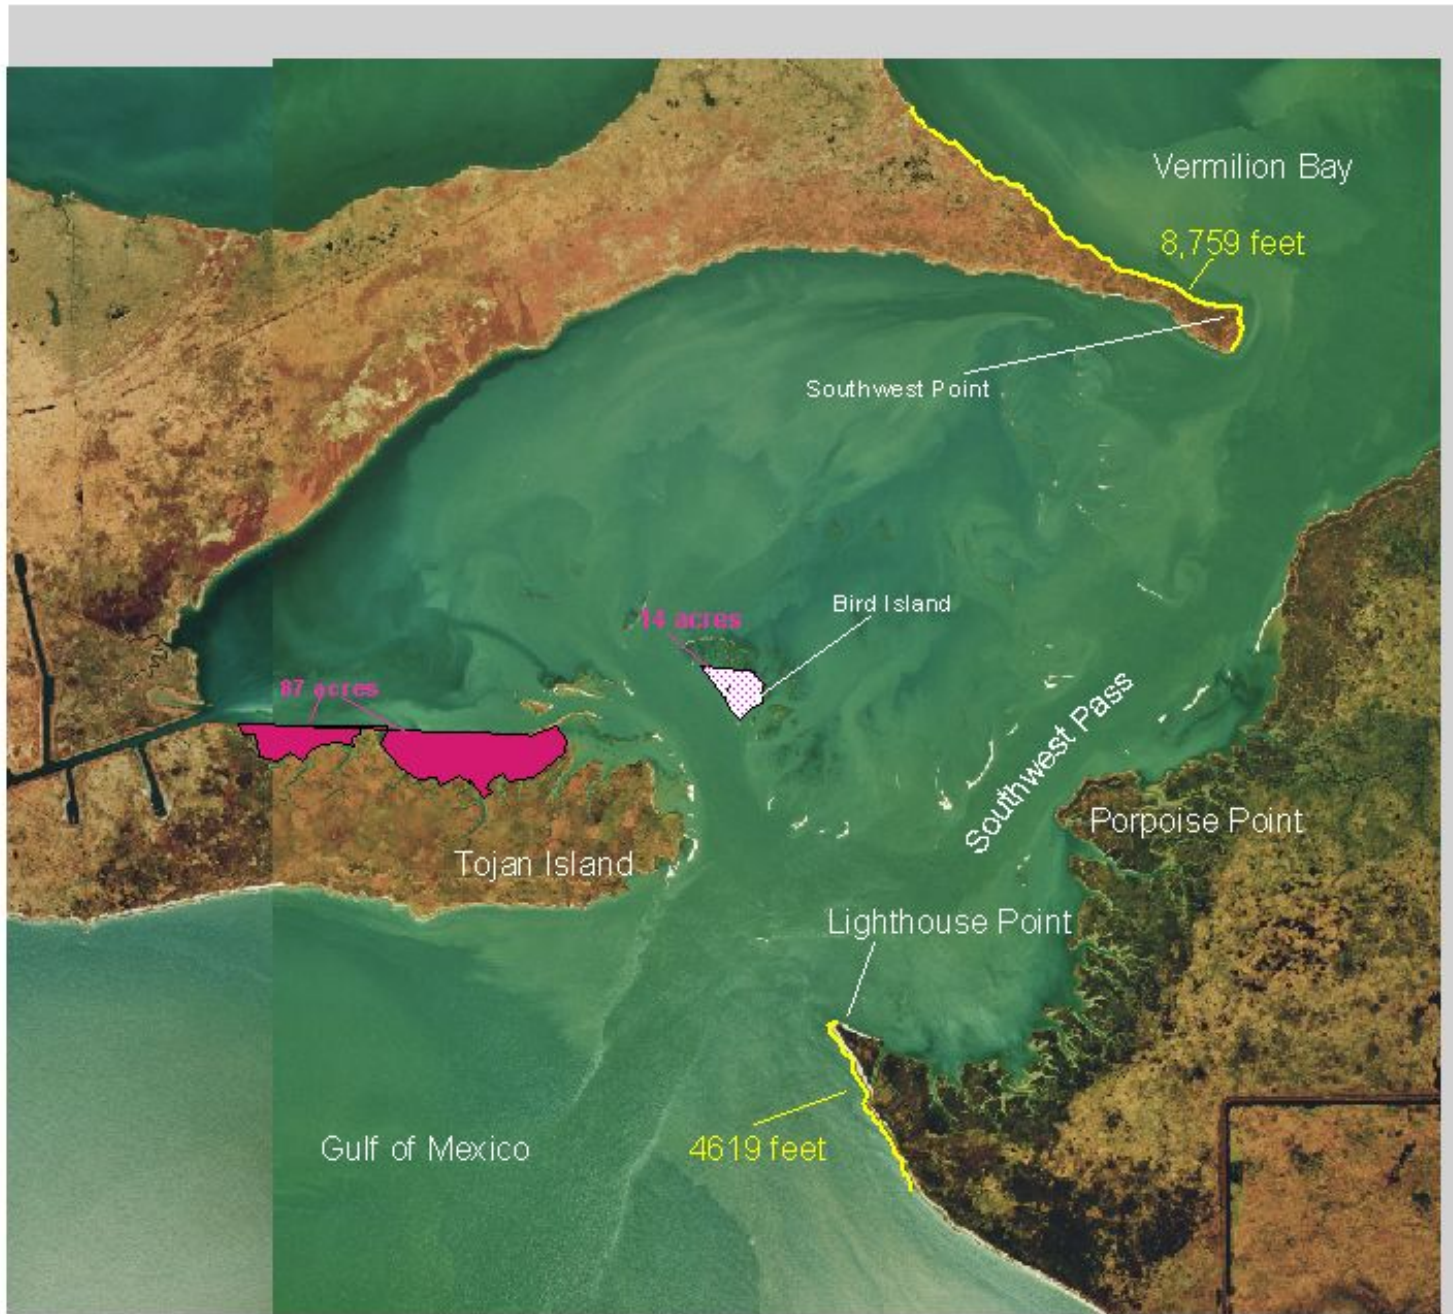 Vermilion Bay
8,759 feet
Southwest Point
Bird Island
14 acres
87 acres
Southwest Pass
Porpoise Point
Tojan Island
Lighthouse Point
4619 feet
Gulf of Mexico